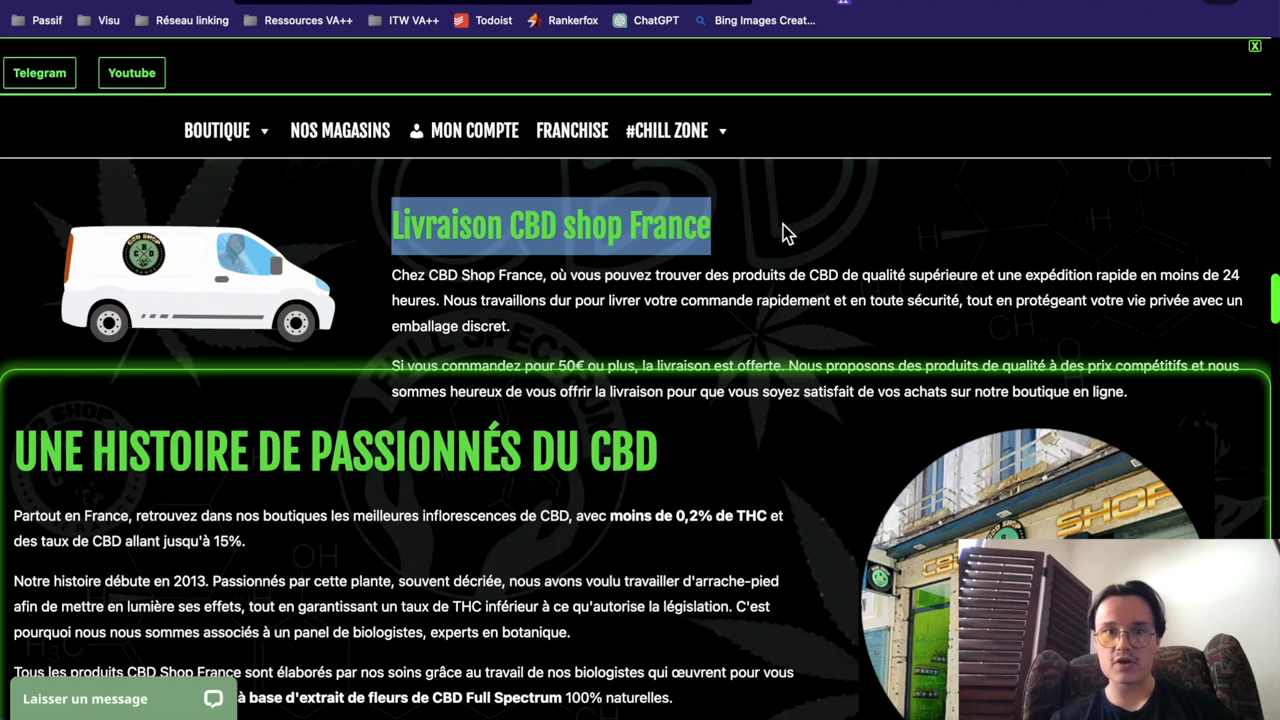 Passif Visu Réseau linking Ressources VA++ ITW VA++ Todoist Rankerfox ChatGPT Bing Images Creat...
X
Telegram Youtube
BOUTIQUE NOS MAGASINS MON COMPTE FRANCHISE #CHILL ZONE
Livraison CBD shop France
Chez CBD Shop France, où vous pouvez trouver des produits de CBD de qualité supérieure et une expédition rapide en moins de 24
heures. Nous travaillons dur pour livrer votre commande rapidement et en toute sécurité, tout en protégeant votre vie privée avec un
emballage discret.
Si vous commandez pour 50€ ou plus, la livraison est offerte. Nous proposons des produits de qualité à des prix compétitifs et nous
sommes heureux de vous offrir la livraison pour que vous soyez satisfait de vos achats sur notre boutique en ligne.
UNE HISTOIRE DE PASSIONNÉS DU CBD
Partout en France, retrouvez dans nos boutiques les meilleures inflorescences de CBD, avec moins de 0,2% de THC et
des taux de CBD allant jusqu'à 15%.
Notre histoire débute en 2013. Passionnés par cette plante, souvent décriée, nous avons voulu travailler d'arrache-pied
afin de mettre en lumière ses effets, tout en garantissant un taux de THC inférieur à ce qu'autorise la législation. C'est
pourquoi nous nous sommes associés à un panel de biologistes, experts en botanique.
Tous les produits CBD Shop France sont élaborés par nos soins grâce au travail de nos biologistes qui œuvrent pour vous
à base d'extrait de fleurs de CBD Full Spectrum 100% naturelles.
Laisser un message
SHOP